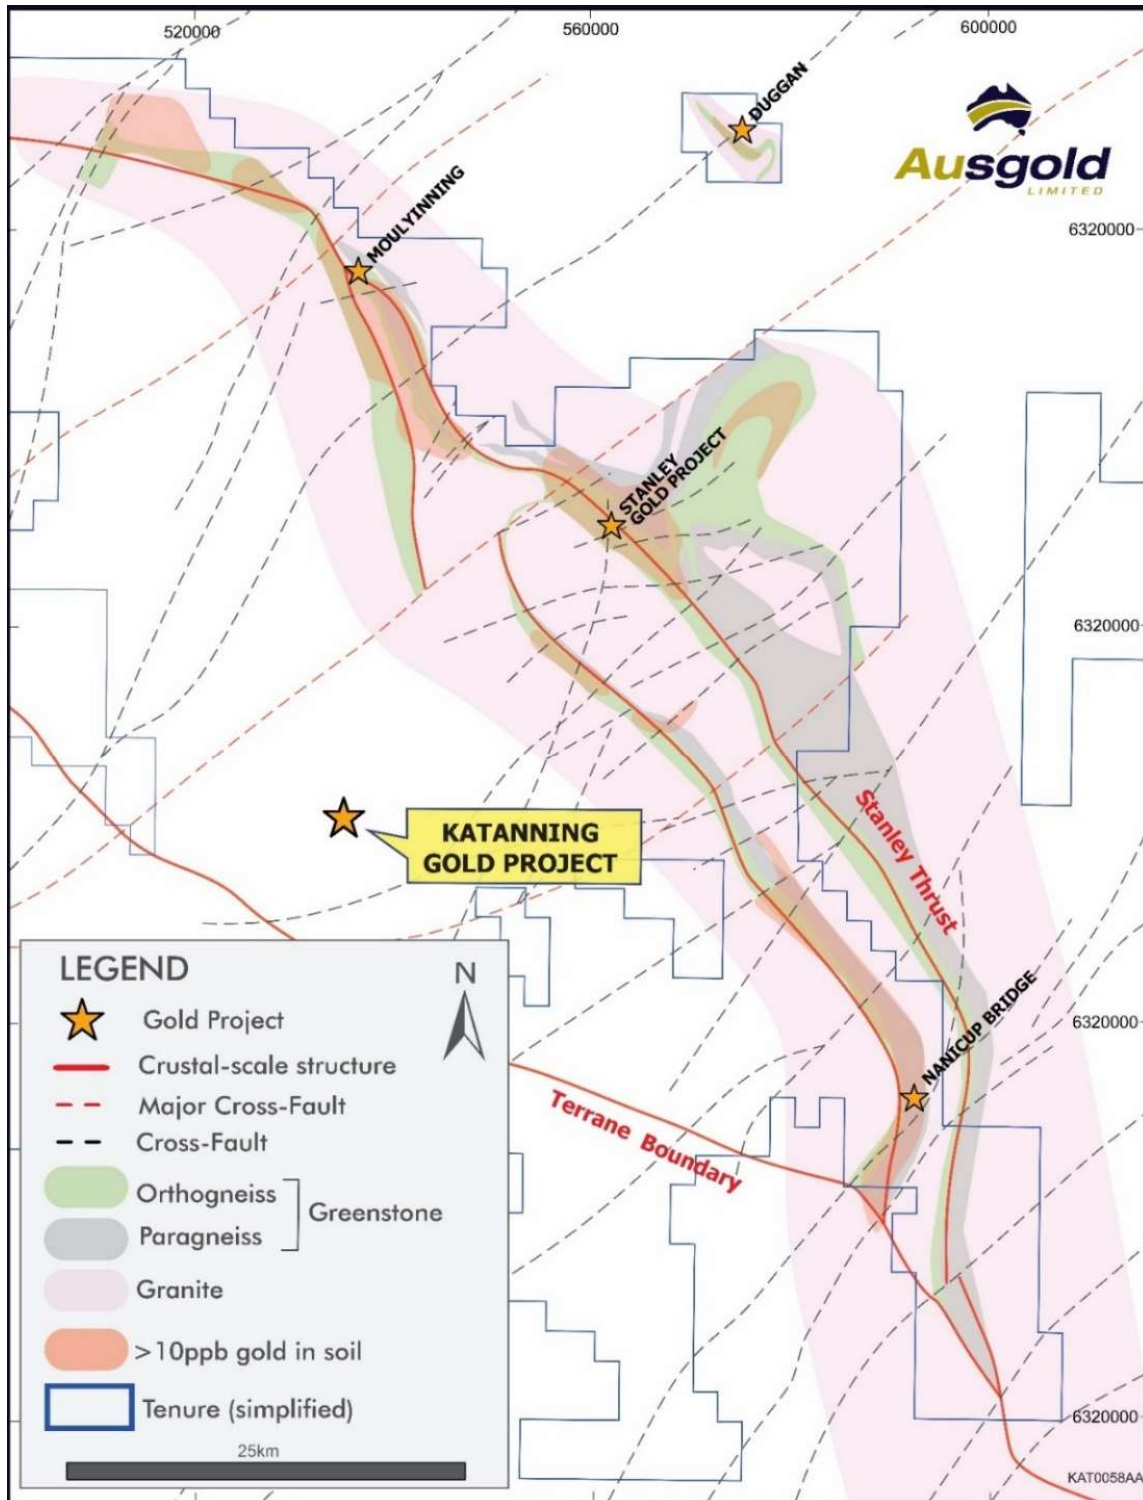 520000
560000
600000
DUGGAN
Ausgold
LIMITED
MOULYINNING
6320000
STANLEY
GOLD PROJECT
6320000
KATANNING
GOLD PROJECT
Stanley Thrust
NANICUP BRIDGE
6320000
Terrane Boundary
6320000
LEGEND
N
Gold Project
Crustal-scale structure
Major Cross-Fault
Cross-Fault
Orthogneiss
Greenstone
Paragneiss
Granite
>10ppb gold in soil
Tenure (simplified)
25km
KAT0058AA